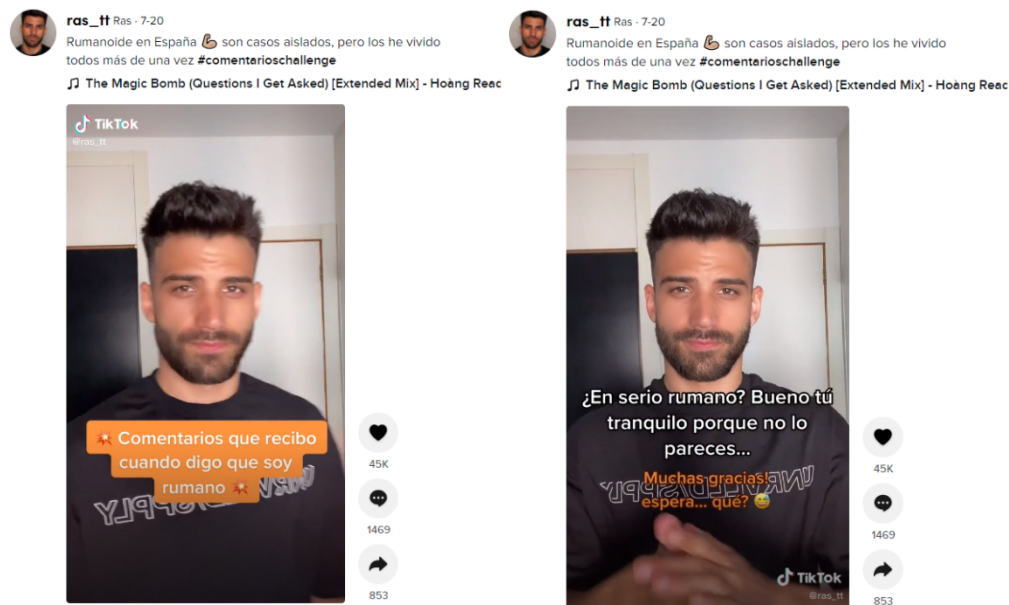 ras_tt Ras · 7-20
Rumanoide en España 💪🏽 son casos aislados, pero los he vivido
todos más de una vez #comentarioschallenge
♫ The Magic Bomb (Questions I Get Asked) [Extended Mix] - Hoàng Reac
TikTok
@ras_tt
💥 Comentarios que recibo
cuando digo que soy
rumano 💥
45K
1469
853
ras_tt Ras · 7-20
Rumanoide en España 💪🏽 son casos aislados, pero los he vivido
todos más de una vez #comentarioschallenge
♫ The Magic Bomb (Questions I Get Asked) [Extended Mix] - Hoàng Reac
¿En serio rumano? Bueno tú
tranquilo porque no lo
pareces...
Muchas gracias!
espera... qué? 😅
TikTok
@ras_tt
45K
1469
853